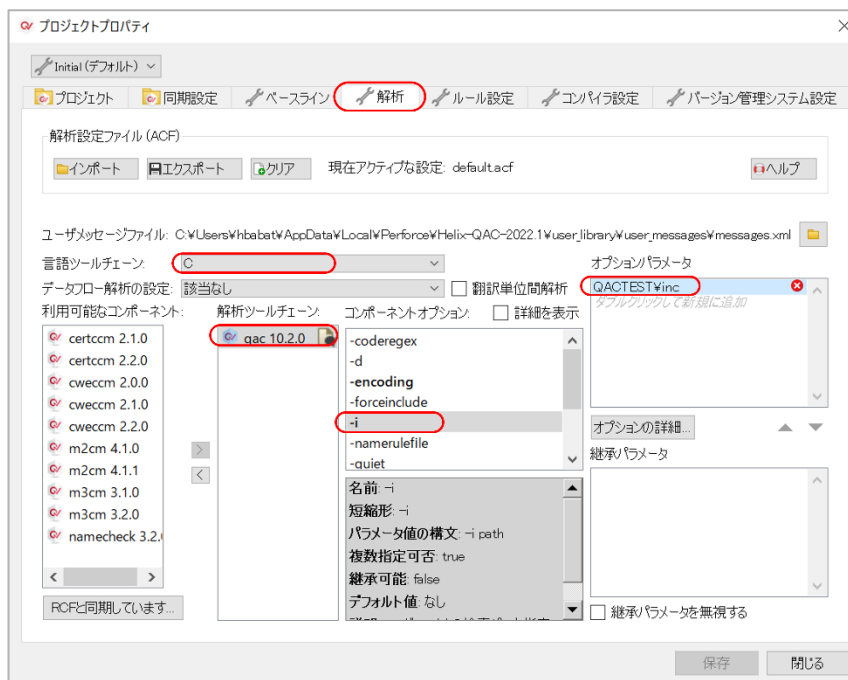 プロジェクトプロパティ
Initial (デフォルト)
プロジェクト 同期設定 ベースライン 解析 ルール設定 コンパイラ設定 バージョン管理システム設定
解析設定ファイル (ACF)
インポート エクスポート クリア 現在アクティブな設定: default.acf ヘルプ
ユーザメッセージファイル: C:¥Users¥hbabat¥AppData¥Local¥Perforce¥Helix-QAC-2022.1¥user_library¥user_messages¥messages.xml
言語ツールチェーン: C オプションパラメータ
データフロー解析の設定: 該当なし 翻訳単位間解析 QACTEST¥inc
ダブルクリックして新規に追加
利用可能なコンポーネント: 解析ツールチェーン: コンポーネントオプション: 詳細を表示
certccm 2.1.0
certccm 2.2.0
cweccm 2.0.0
cweccm 2.1.0
cweccm 2.2.0
m2cm 4.1.0
m2cm 4.1.1
m3cm 3.1.0
m3cm 3.2.0
namecheck 3.2.
RCFと同期しています...
qac 10.2.0
-coderegex
-d
-encoding
-forceinclude
-i
-namerulefile
-quiet
名前: -i
短縮形: -i
パラメータ値の構文: -i path
複数指定可否: true
継承可能: false
デフォルト値: なし
オプションの詳細...
継承パラメータ
継承パラメータを無視する
保存 閉じる